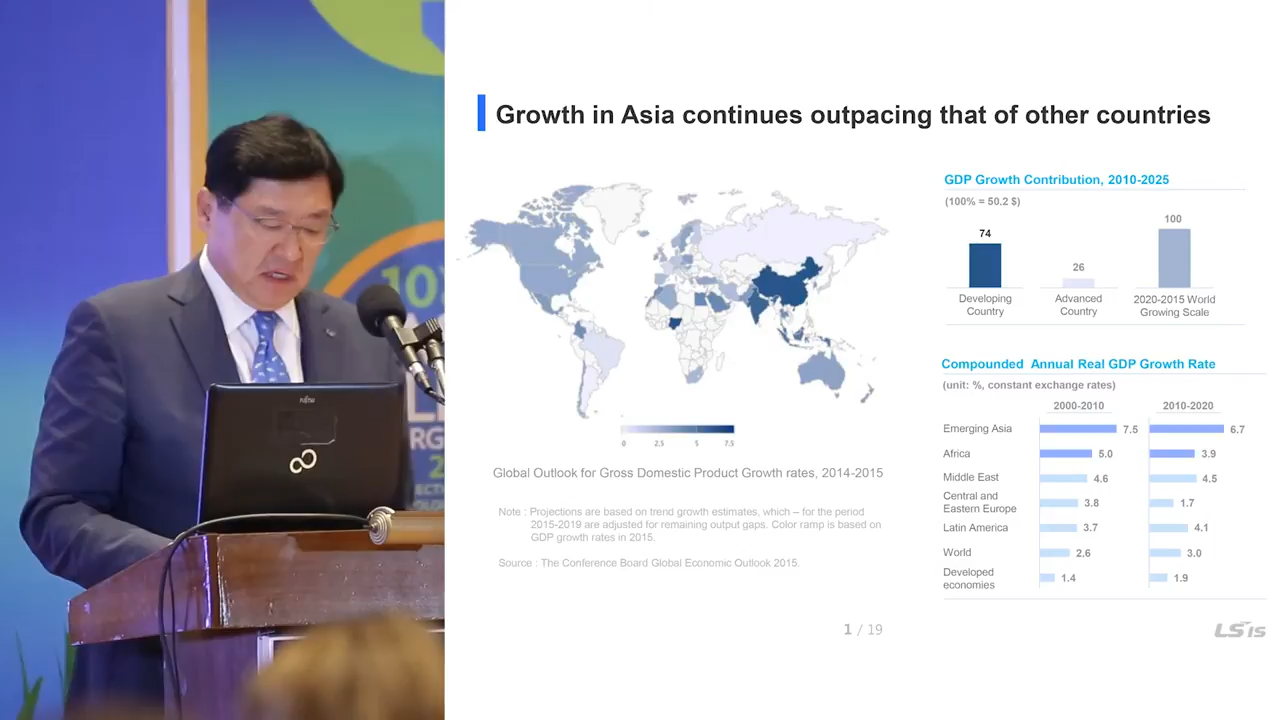 Growth in Asia continues outpacing that of other countries
GDP Growth Contribution, 2010-2025
(100% = 50.2 $)
74
26
100
Developing
Country
Advanced
Country
2020-2015 World
Growing Scale
0 2.5 5 7.5
Global Outlook for Gross Domestic Product Growth rates, 2014-2015
Note : Projections are based on trend growth estimates, which – for the period
2015-2019 are adjusted for remaining output gaps. Color ramp is based on
GDP growth rates in 2015.
Source : The Conference Board Global Economic Outlook 2015.
Compounded Annual Real GDP Growth Rate
(unit: %, constant exchange rates)
2000-2010 2010-2020
Emerging Asia 7.5 6.7
Africa 5.0 3.9
Middle East 4.6 4.5
Central and
Eastern Europe 3.8 1.7
Latin America 3.7 4.1
World 2.6 3.0
Developed
economies 1.4 1.9
1 / 19
LSIS
FUJITSU
10